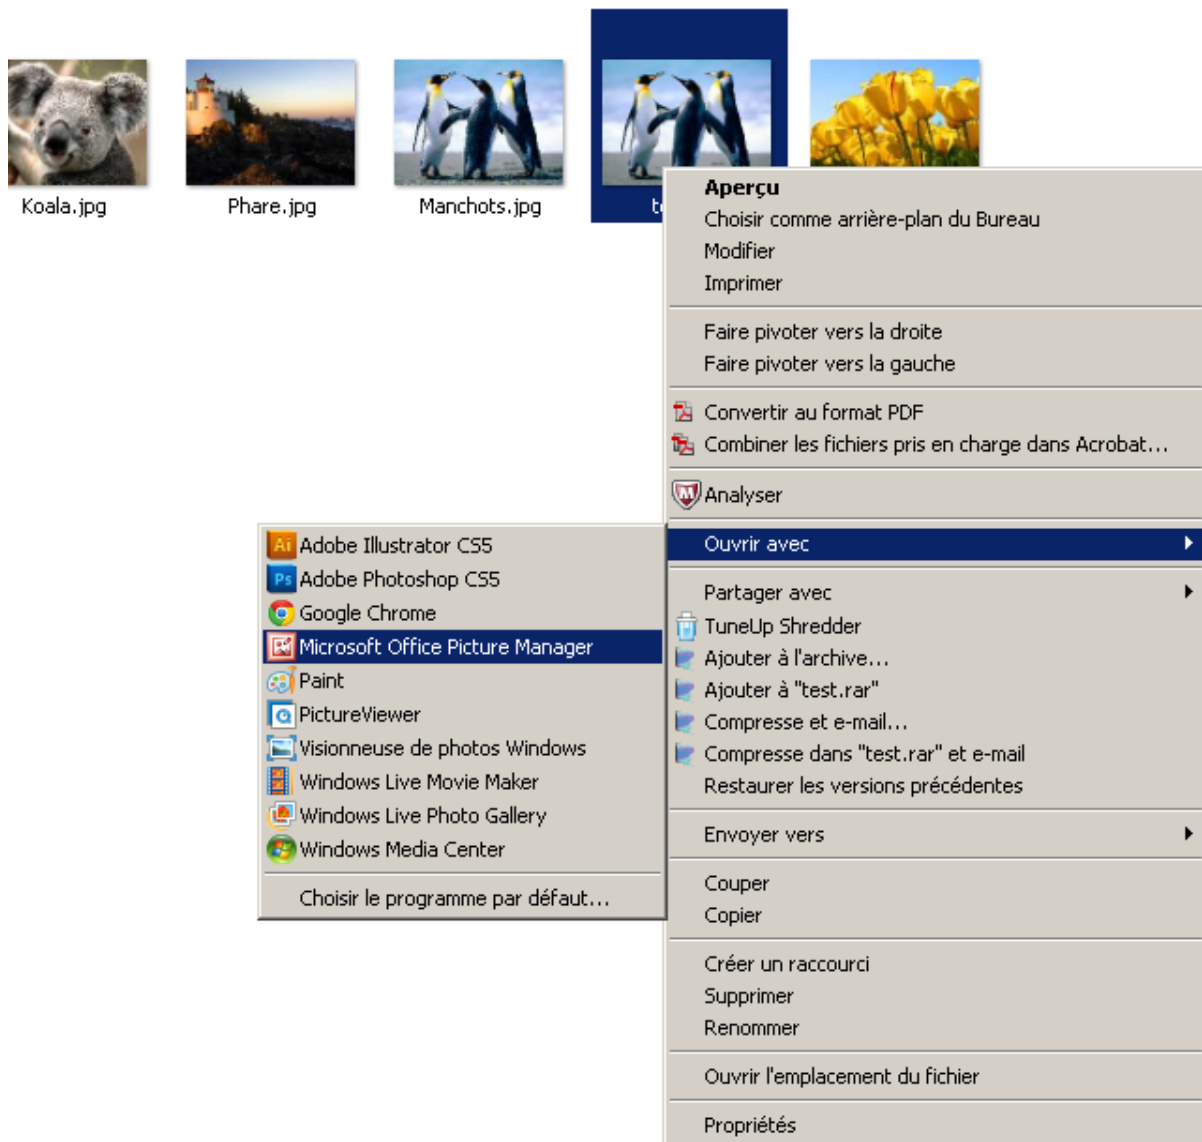 Koala.jpg
Phare.jpg
Manchots.jpg
Aperçu
Choisir comme arrière-plan du Bureau
Modifier
Imprimer
Faire pivoter vers la droite
Faire pivoter vers la gauche
Convertir au format PDF
Combiner les fichiers pris en charge dans Acrobat...
Analyser
Ouvrir avec
Partager avec
TuneUp Shredder
Ajouter à l'archive...
Ajouter à "test.rar"
Compresse et e-mail...
Compresse dans "test.rar" et e-mail
Restaurer les versions précédentes
Envoyer vers
Couper
Copier
Créer un raccourci
Supprimer
Renommer
Ouvrir l'emplacement du fichier
Propriétés
Ai Adobe Illustrator CS5
Ps Adobe Photoshop CS5
Google Chrome
Microsoft Office Picture Manager
Paint
PictureViewer
Visionneuse de photos Windows
Windows Live Movie Maker
Windows Live Photo Gallery
Windows Media Center
Choisir le programme par défaut...